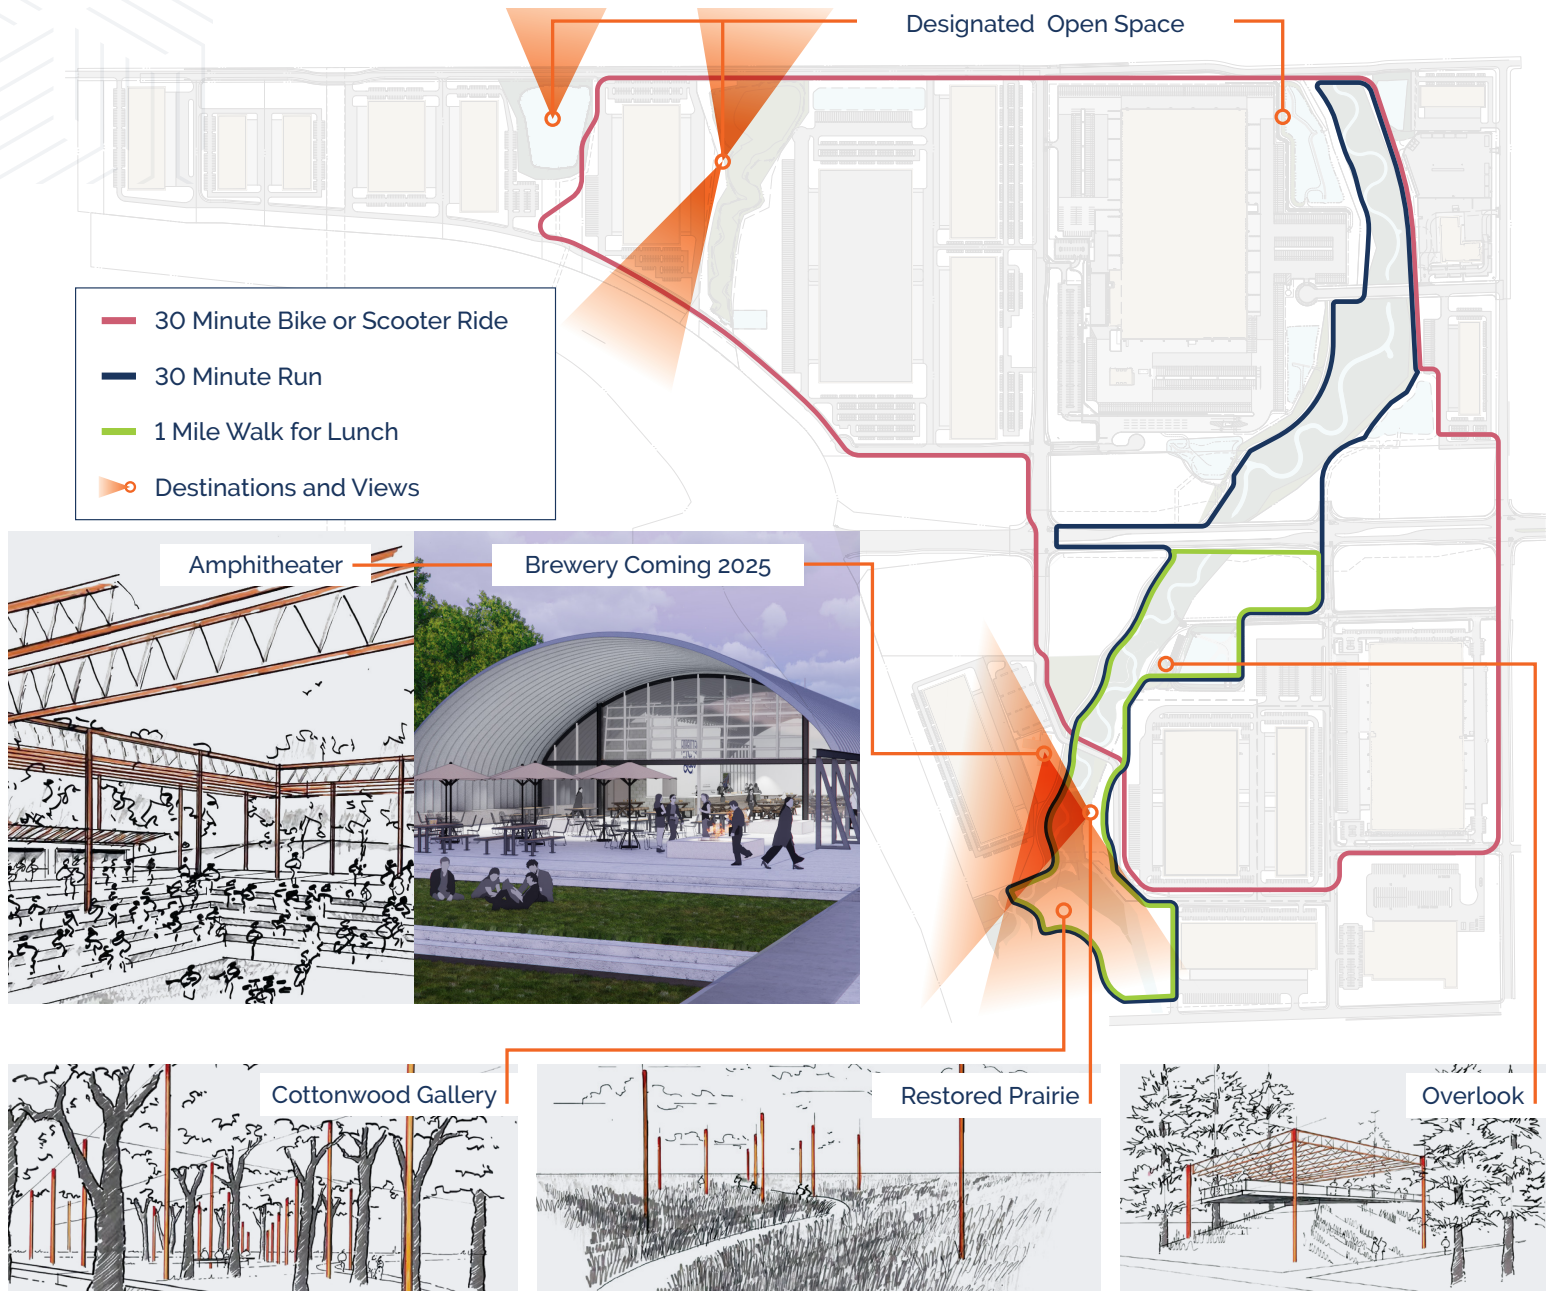 Designated Open Space
30 Minute Bike or Scooter Ride
30 Minute Run
1 Mile Walk for Lunch
Destinations and Views
Amphitheater
Brewery Coming 2025
Cottonwood Gallery
Restored Prairie
Overlook